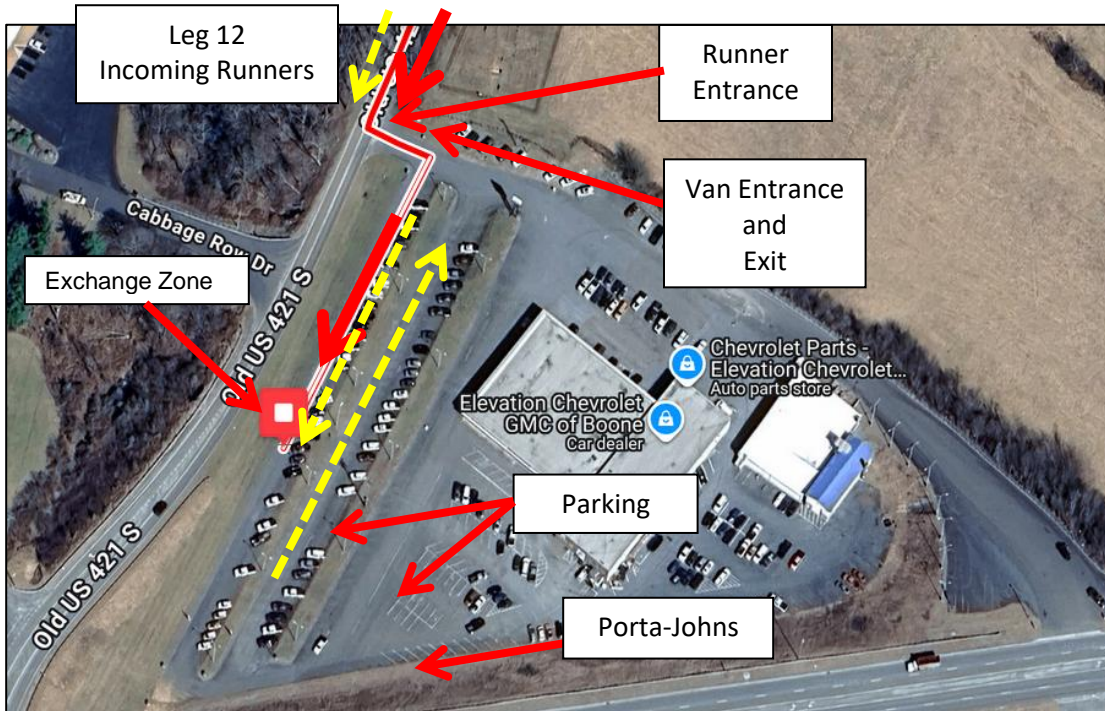 Leg 12
Incoming Runners
Runner
Entrance
Van Entrance
and
Exit
Cabbage Row Dr
Exchange Zone
Old US 421 S
Chevrolet Parts -
Elevation Chevrolet...
Auto parts store
Elevation Chevrolet
GMC of Boone
Car dealer
Parking
Old US 421 S
Porta-Johns